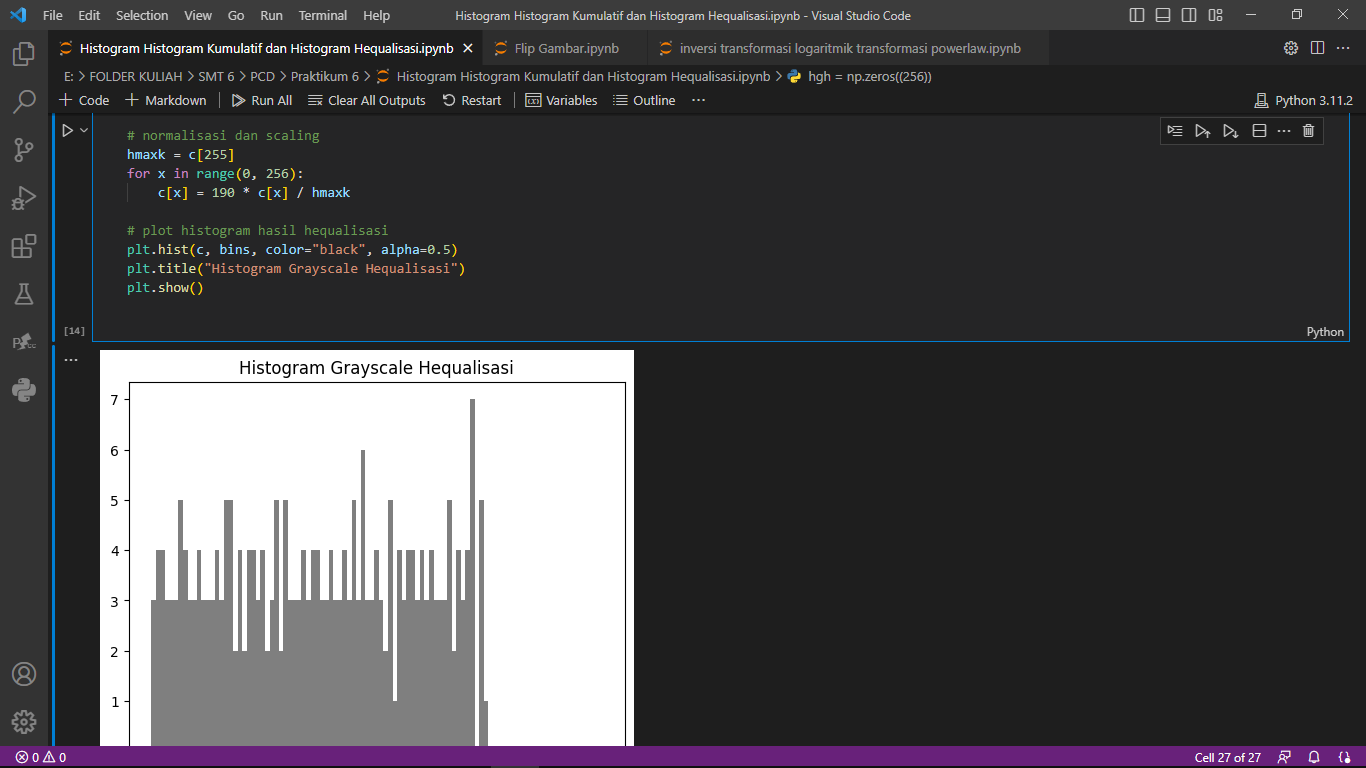 File Edit Selection View Go Run Terminal Help Histogram Histogram Kumulatif dan Histogram Hequalisasi.ipynb - Visual Studio Code
Histogram Histogram Kumulatif dan Histogram Hequalisasi.ipynb Flip Gambar.ipynb inversi transformasi logaritmik transformasi powerlaw.ipynb
E: > FOLDER KULIAH > SMT 6 > PCD > Praktikum 6 > Histogram Histogram Kumulatif dan Histogram Hequalisasi.ipynb > hgh = np.zeros((256))
+ Code + Markdown Run All Clear All Outputs Restart Variables Outline ... Python 3.11.2
# normalisasi dan scaling
hmaxk = c[255]
for x in range(0, 256):
    c[x] = 190 * c[x] / hmaxk
# plot histogram hasil hequalisasi
plt.hist(c, bins, color="black", alpha=0.5)
plt.title("Histogram Grayscale Hequalisasi")
plt.show()
[14] Python
Histogram Grayscale Hequalisasi
7
6
5
4
3
2
1
0 0 Cell 27 of 27